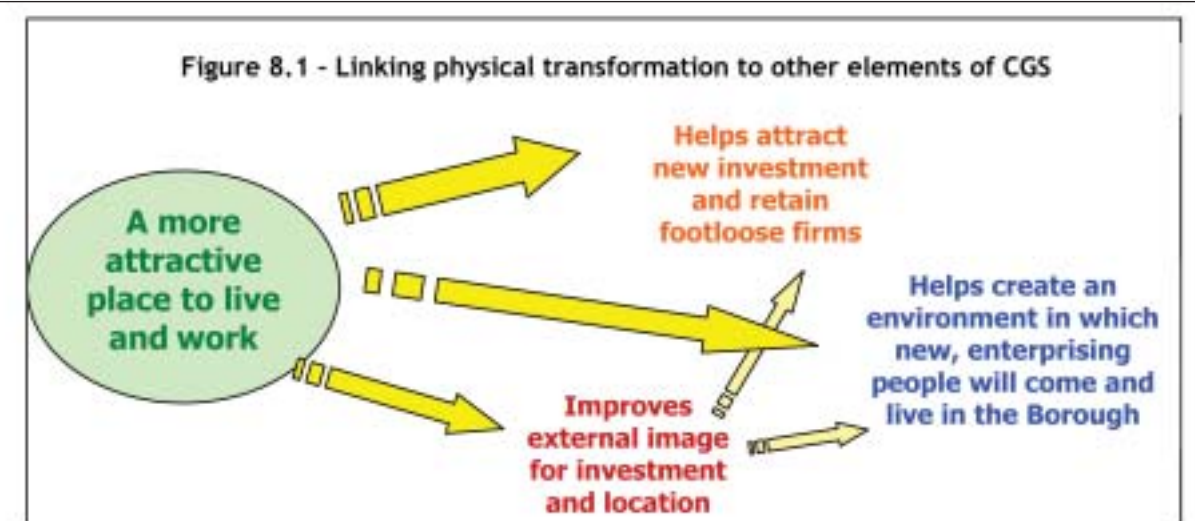 Figure 8.1 - Linking physical transformation to other elements of CGS
A more
attractive
place to live
and work
Helps attract
new investment
and retain
footloose firms
Helps create an
environment in which
new, enterprising
people will come and
live in the Borough
Improves
external image
for investment
and location